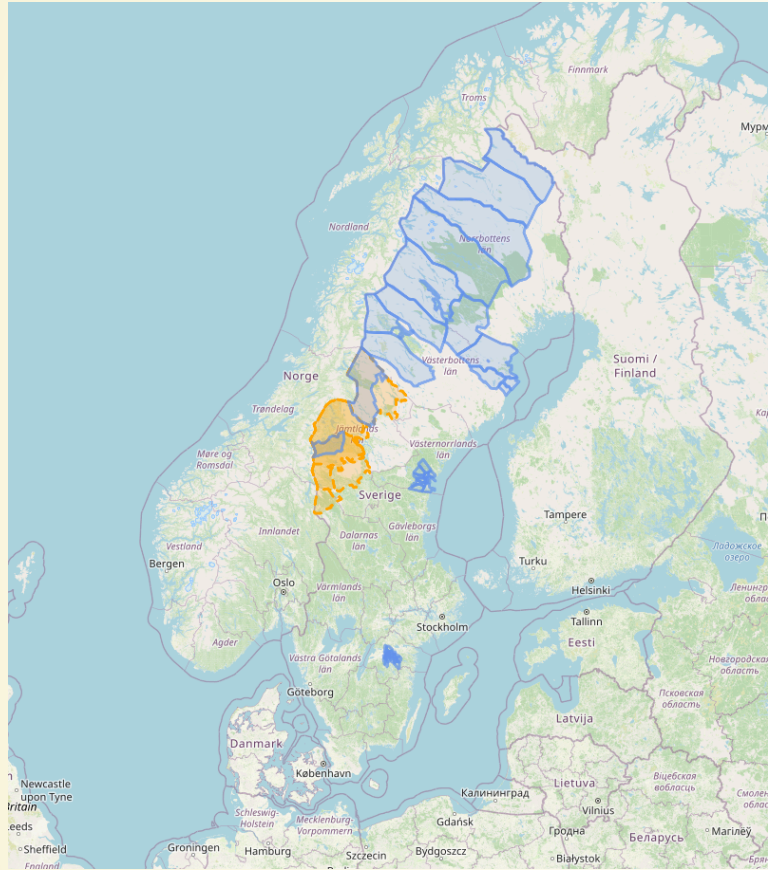 Finnmark
Troms
Мурм
Nordland
Norrbottens
län
Suomi /
Finland
Västerbottens
län
Norge
Trøndelag
Jämtlands
Västernorrlands
län
Møre og
Romsdal
Sverige
Tampere
Innlandet
Gävleborgs
län
Dalarnas
län
Vestland
Ладожское
озеро
Bergen
Turku
Oslo
Helsinki
Värmlands
län
Tallinn
Stockholm
Eesti
Agder
Västra Götalands
län
Новгородская
область
Göteborg
Псковская
область
Latvija
Danmark
København
Lietuva
Віцебская
вобласць
Newcastle
upon Tyne
Калининград
Vilnius
Britain
Schleswig-
Holstein
Mecklenburg-
Vorpommern
Gdańsk
Гродна
Беларусь
Магілёў
eeds
Sheffield
Groningen
Hamburg
Szczecin
Bydgoszcz
Białystok
England